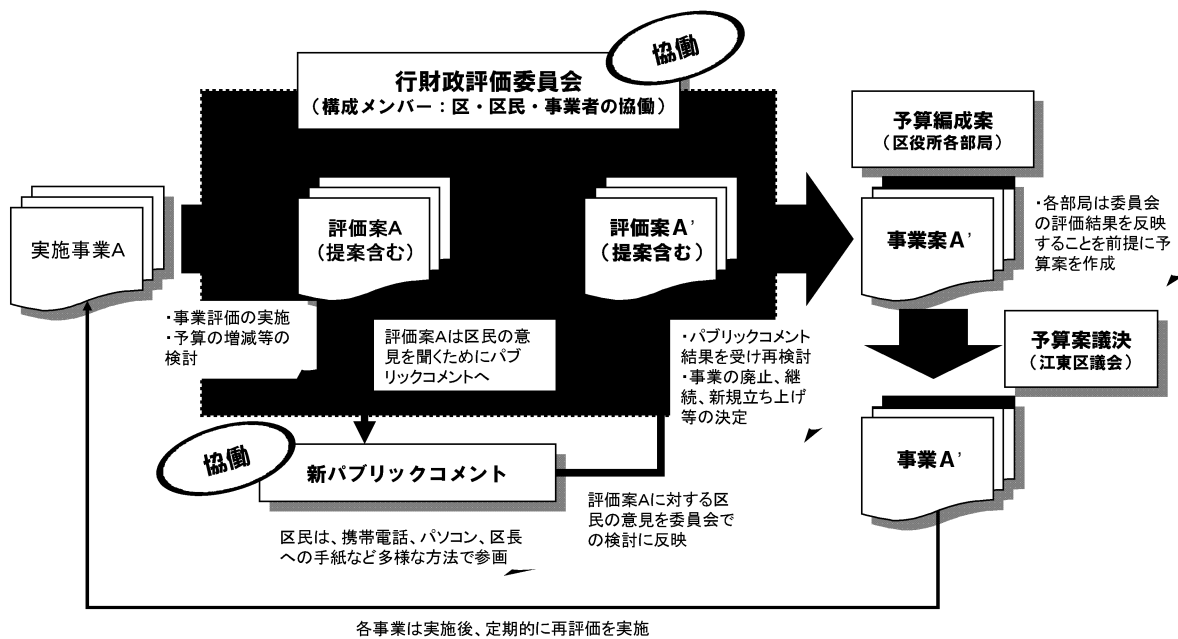 協働
行財政評価委員会
（構成メンバー：区・区民・事業者の協働）
予算編成案
（区役所各部局）
実施事業A
評価案A
（提案含む）
評価案A’
（提案含む）
事業案A’
・各部局は委員会
の評価結果を反映
することを前提に予
算案を作成
・事業評価の実施
・予算の増減等の
検討
評価案Aは区民の意
見を聞くためにパブ
リックコメントへ
・パブリックコメント
結果を受け再検討
・事業の廃止、継
続、新規立ち上げ
等の決定
予算案議決
（江東区議会）
協働
新パブリックコメント
事業A’
区民は、携帯電話、パソコン、区長
への手紙など多様な方法で参画
評価案Aに対する区
民の意見を委員会で
の検討に反映
各事業は実施後、定期的に再評価を実施